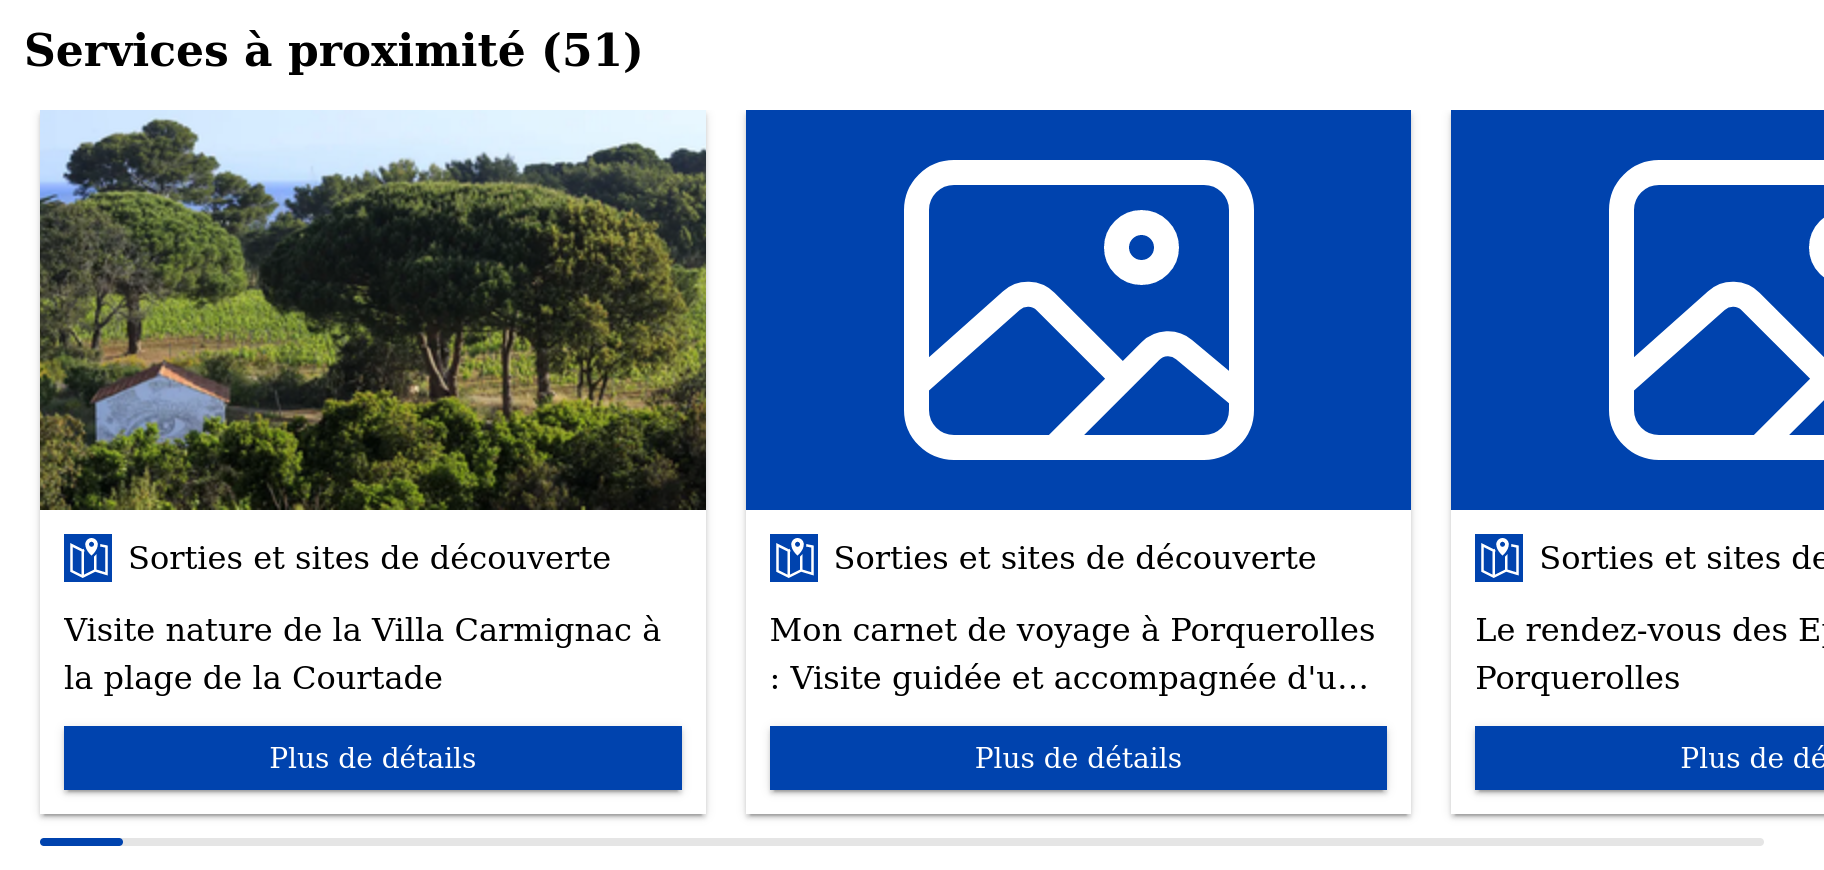 Services à proximité (51)
Sorties et sites de découverte
Visite nature de la Villa Carmignac à
la plage de la Courtade
Plus de détails
Sorties et sites de découverte
Mon carnet de voyage à Porquerolles
: Visite guidée et accompagnée d'u...
Plus de détails
Sorties et sites de
Le rendez-vous des
Porquerolles
Plus de